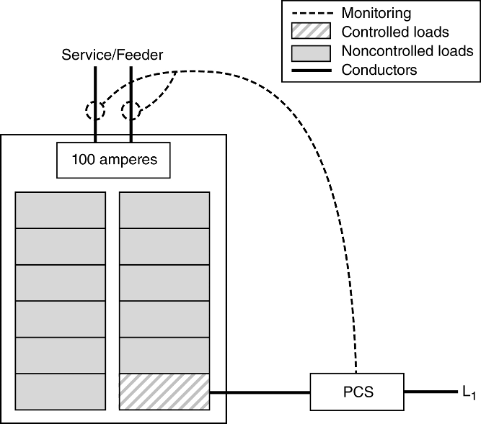 Monitoring
Controlled loads
Noncontrolled loads
Conductors
Service/Feeder
100 amperes
PCS
L₁